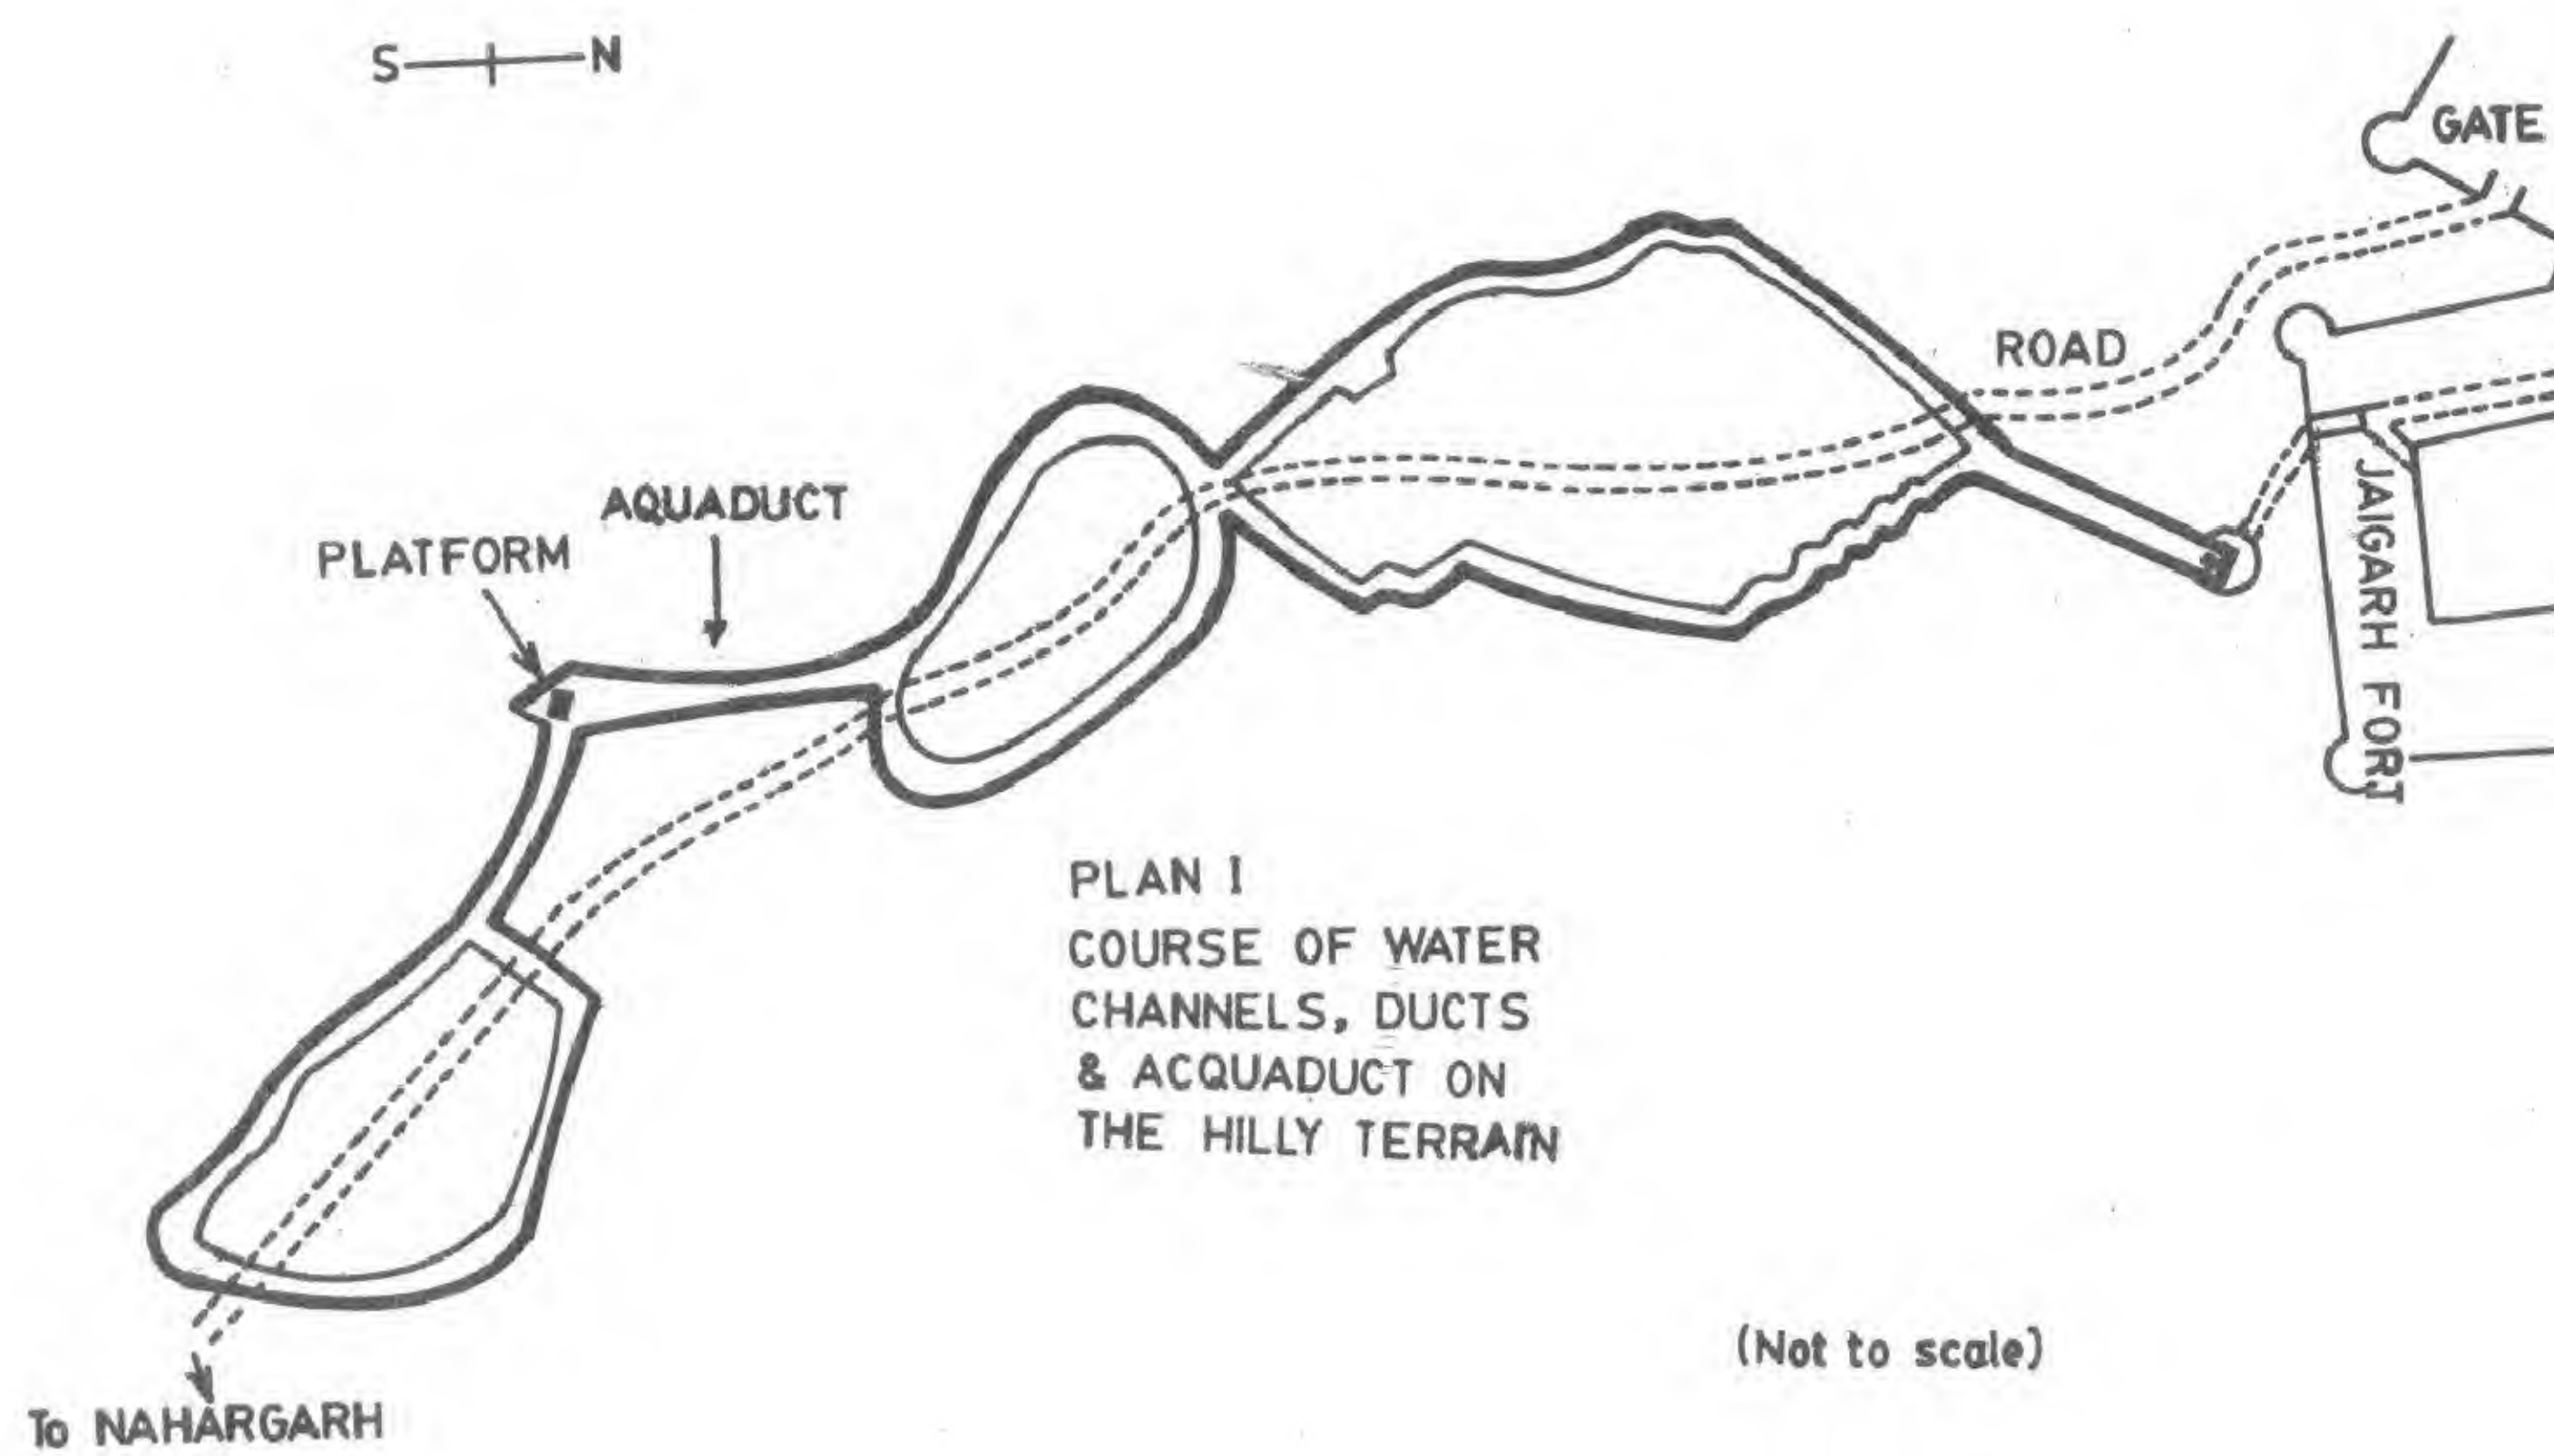 S N
GATE
ROAD
AQUADUCT
PLATFORM
JAIGARH FORT
PLAN I
COURSE OF WATER
CHANNELS, DUCTS
& ACQUADUCT ON
THE HILLY TERRAIN
(Not to scale)
To NAHARGARH